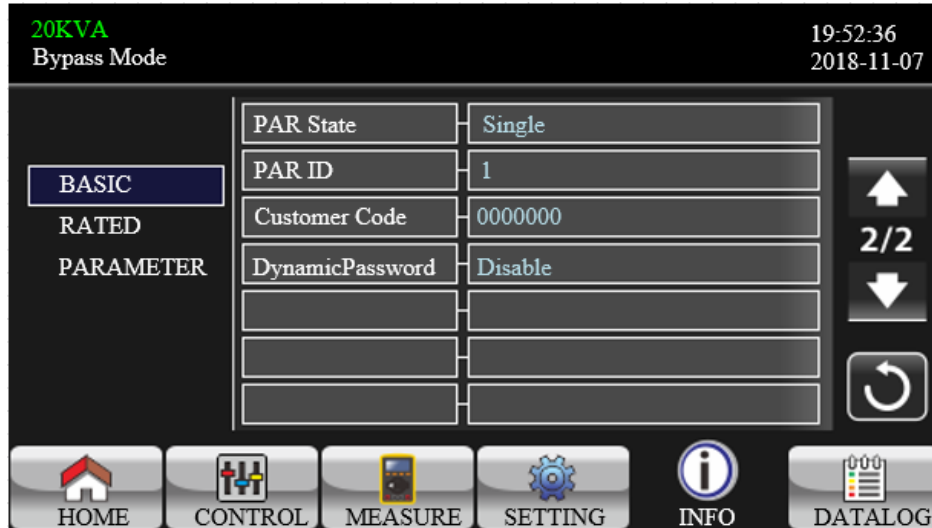 20KVA
Bypass Mode
19:52:36
2018-11-07
BASIC
RATED
PARAMETER
PAR State Single
PAR ID 1
Customer Code 0000000
DynamicPassword Disable
2/2
HOME CONTROL MEASURE SETTING INFO DATALOG